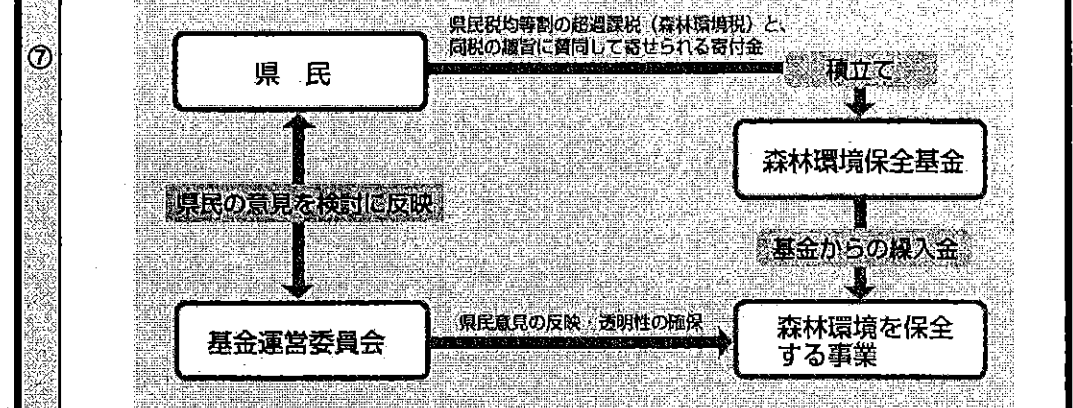 ⑦
県民税均等割の超過課税（森林環境税）と、
同税の趣旨に賛同して寄せられる寄付金
県　民
積立て
森林環境保全基金
県民の意見を検討に反映
基金からの繰入金
基金運営委員会
県民意見の反映・透明性の確保
森林環境を保全
する事業